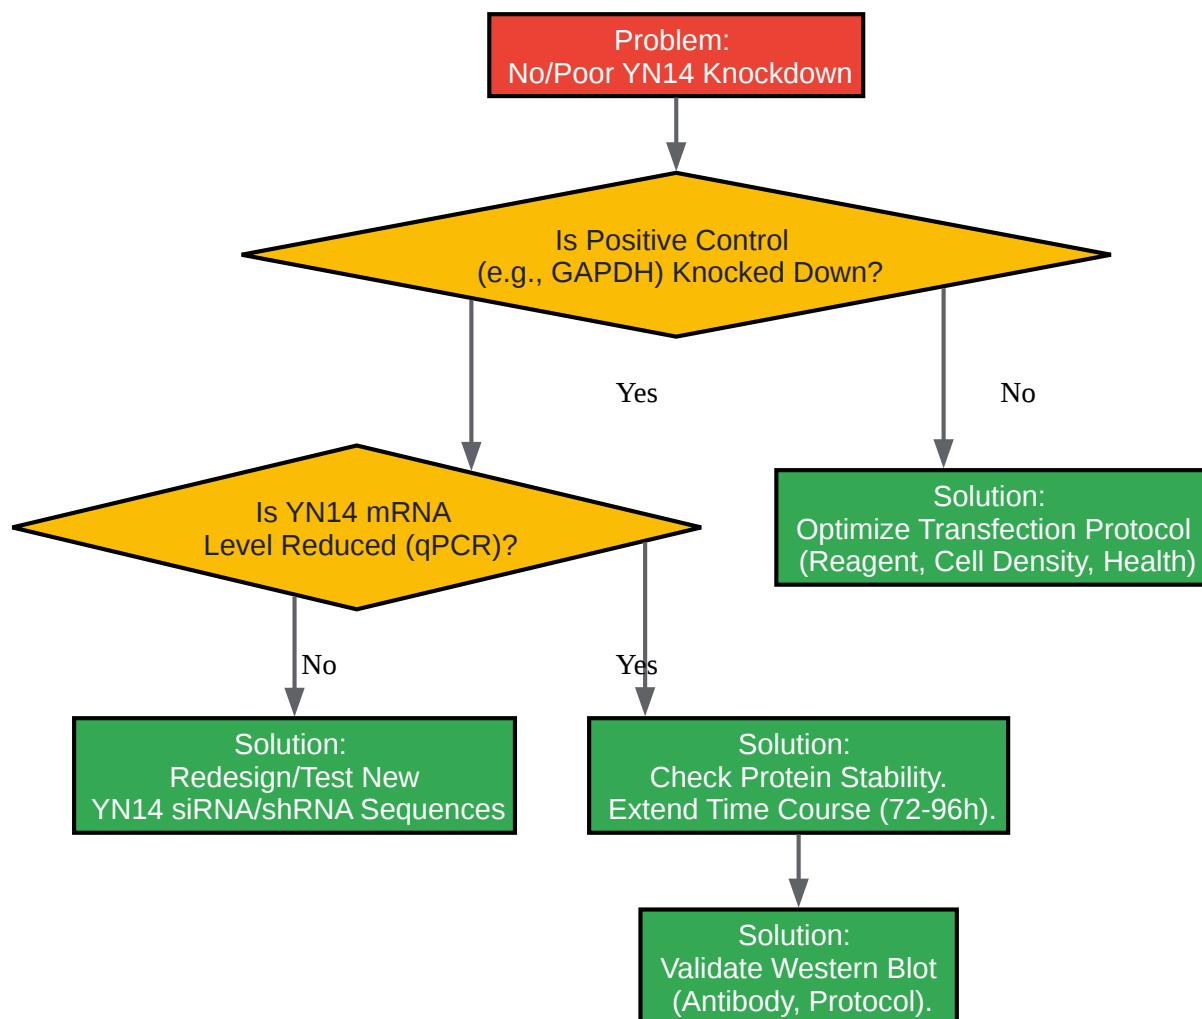 Problem:
No/Poor YN14 Knockdown
Is Positive Control
(e.g., GAPDH) Knocked Down?
Yes
No
Is YN14 mRNA
Level Reduced (qPCR)?
Solution:
Optimize Transfection Protocol
(Reagent, Cell Density, Health)
No
Yes
Solution:
Redesign/Test New
YN14 siRNA/shRNA Sequences
Solution:
Check Protein Stability.
Extend Time Course (72-96h).
Solution:
Validate Western Blot
(Antibody, Protocol).